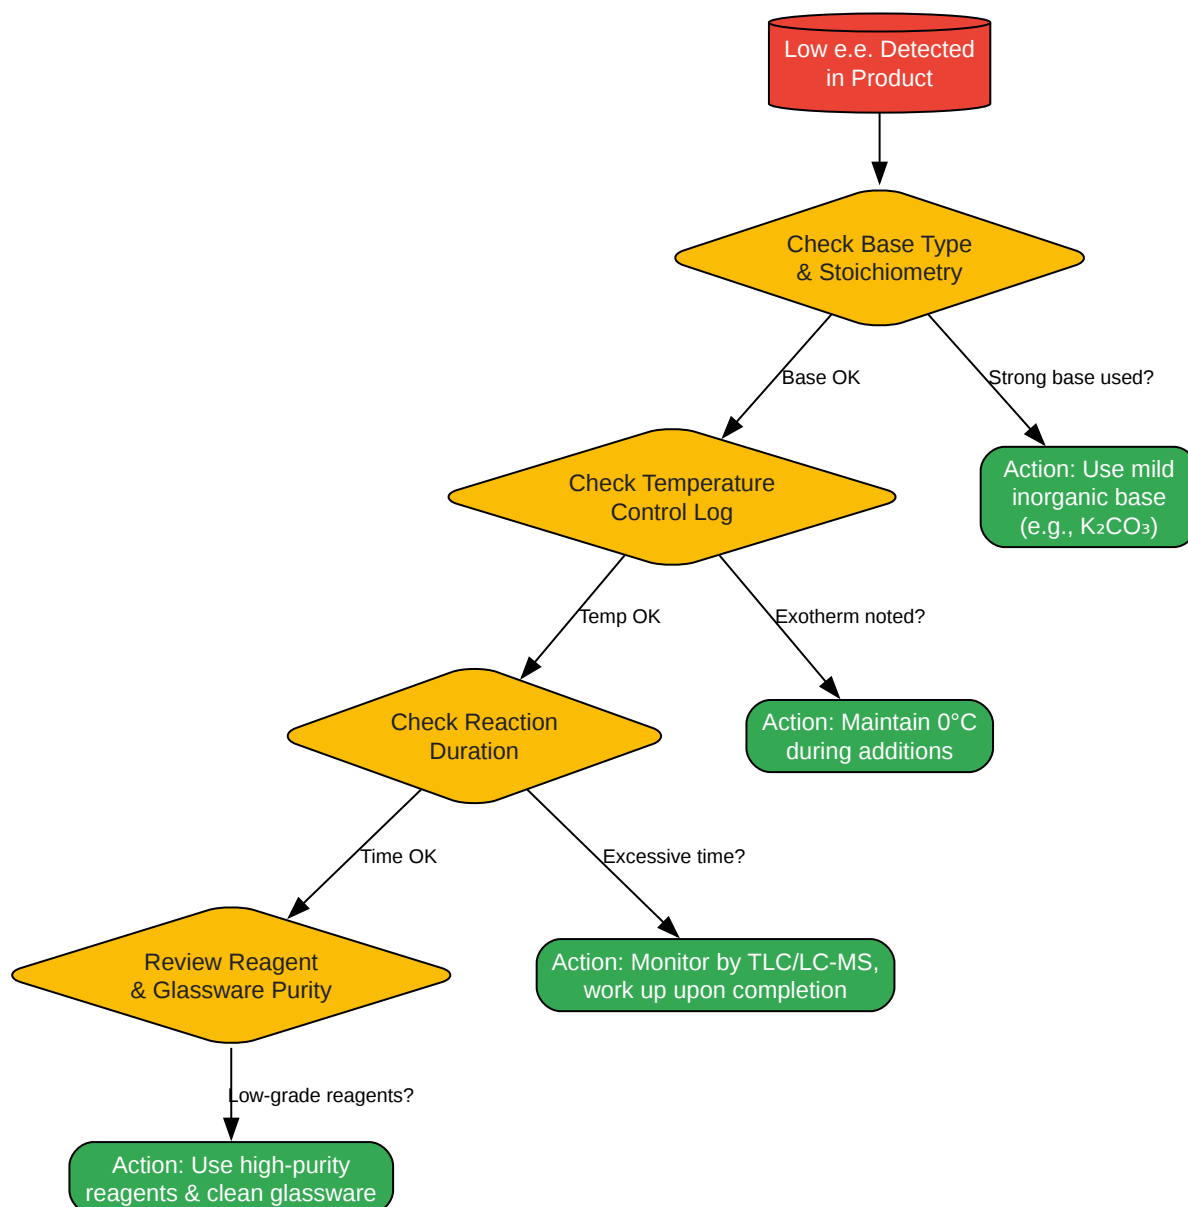 Low e.e. Detected
in Product
Check Base Type
& Stoichiometry
Base OK
Strong base used?
Check Temperature
Control Log
Action: Use mild
inorganic base
(e.g., K₂CO₃)
Temp OK
Exotherm noted?
Check Reaction
Duration
Action: Maintain 0°C
during additions
Time OK
Excessive time?
Review Reagent
& Glassware Purity
Action: Monitor by TLC/LC-MS,
work up upon completion
Low-grade reagents?
Action: Use high-purity
reagents & clean glassware